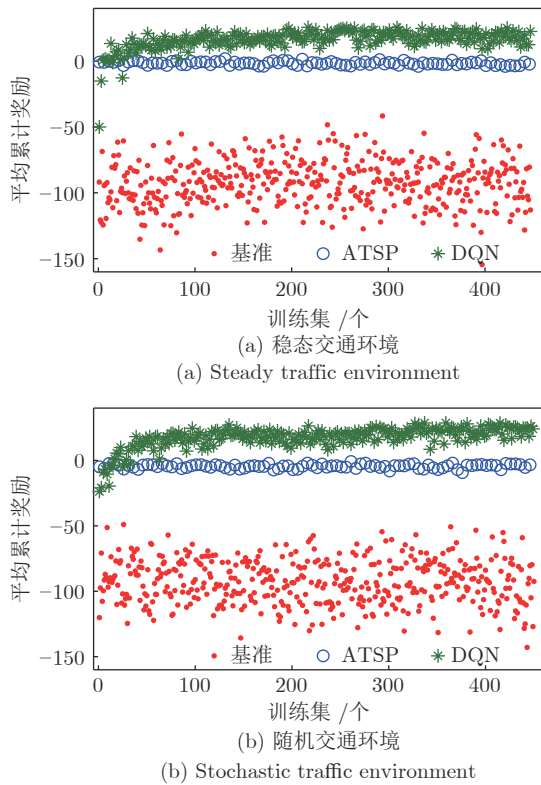 0
−50
−100
−150
平均累计奖励
基准 ATSP DQN
0 100 200 300 400
训练集 /个
(a) 稳态交通环境
(a) Steady traffic environment
0
−50
−100
−150
平均累计奖励
基准 ATSP DQN
0 100 200 300 400
训练集 /个
(b) 随机交通环境
(b) Stochastic traffic environment